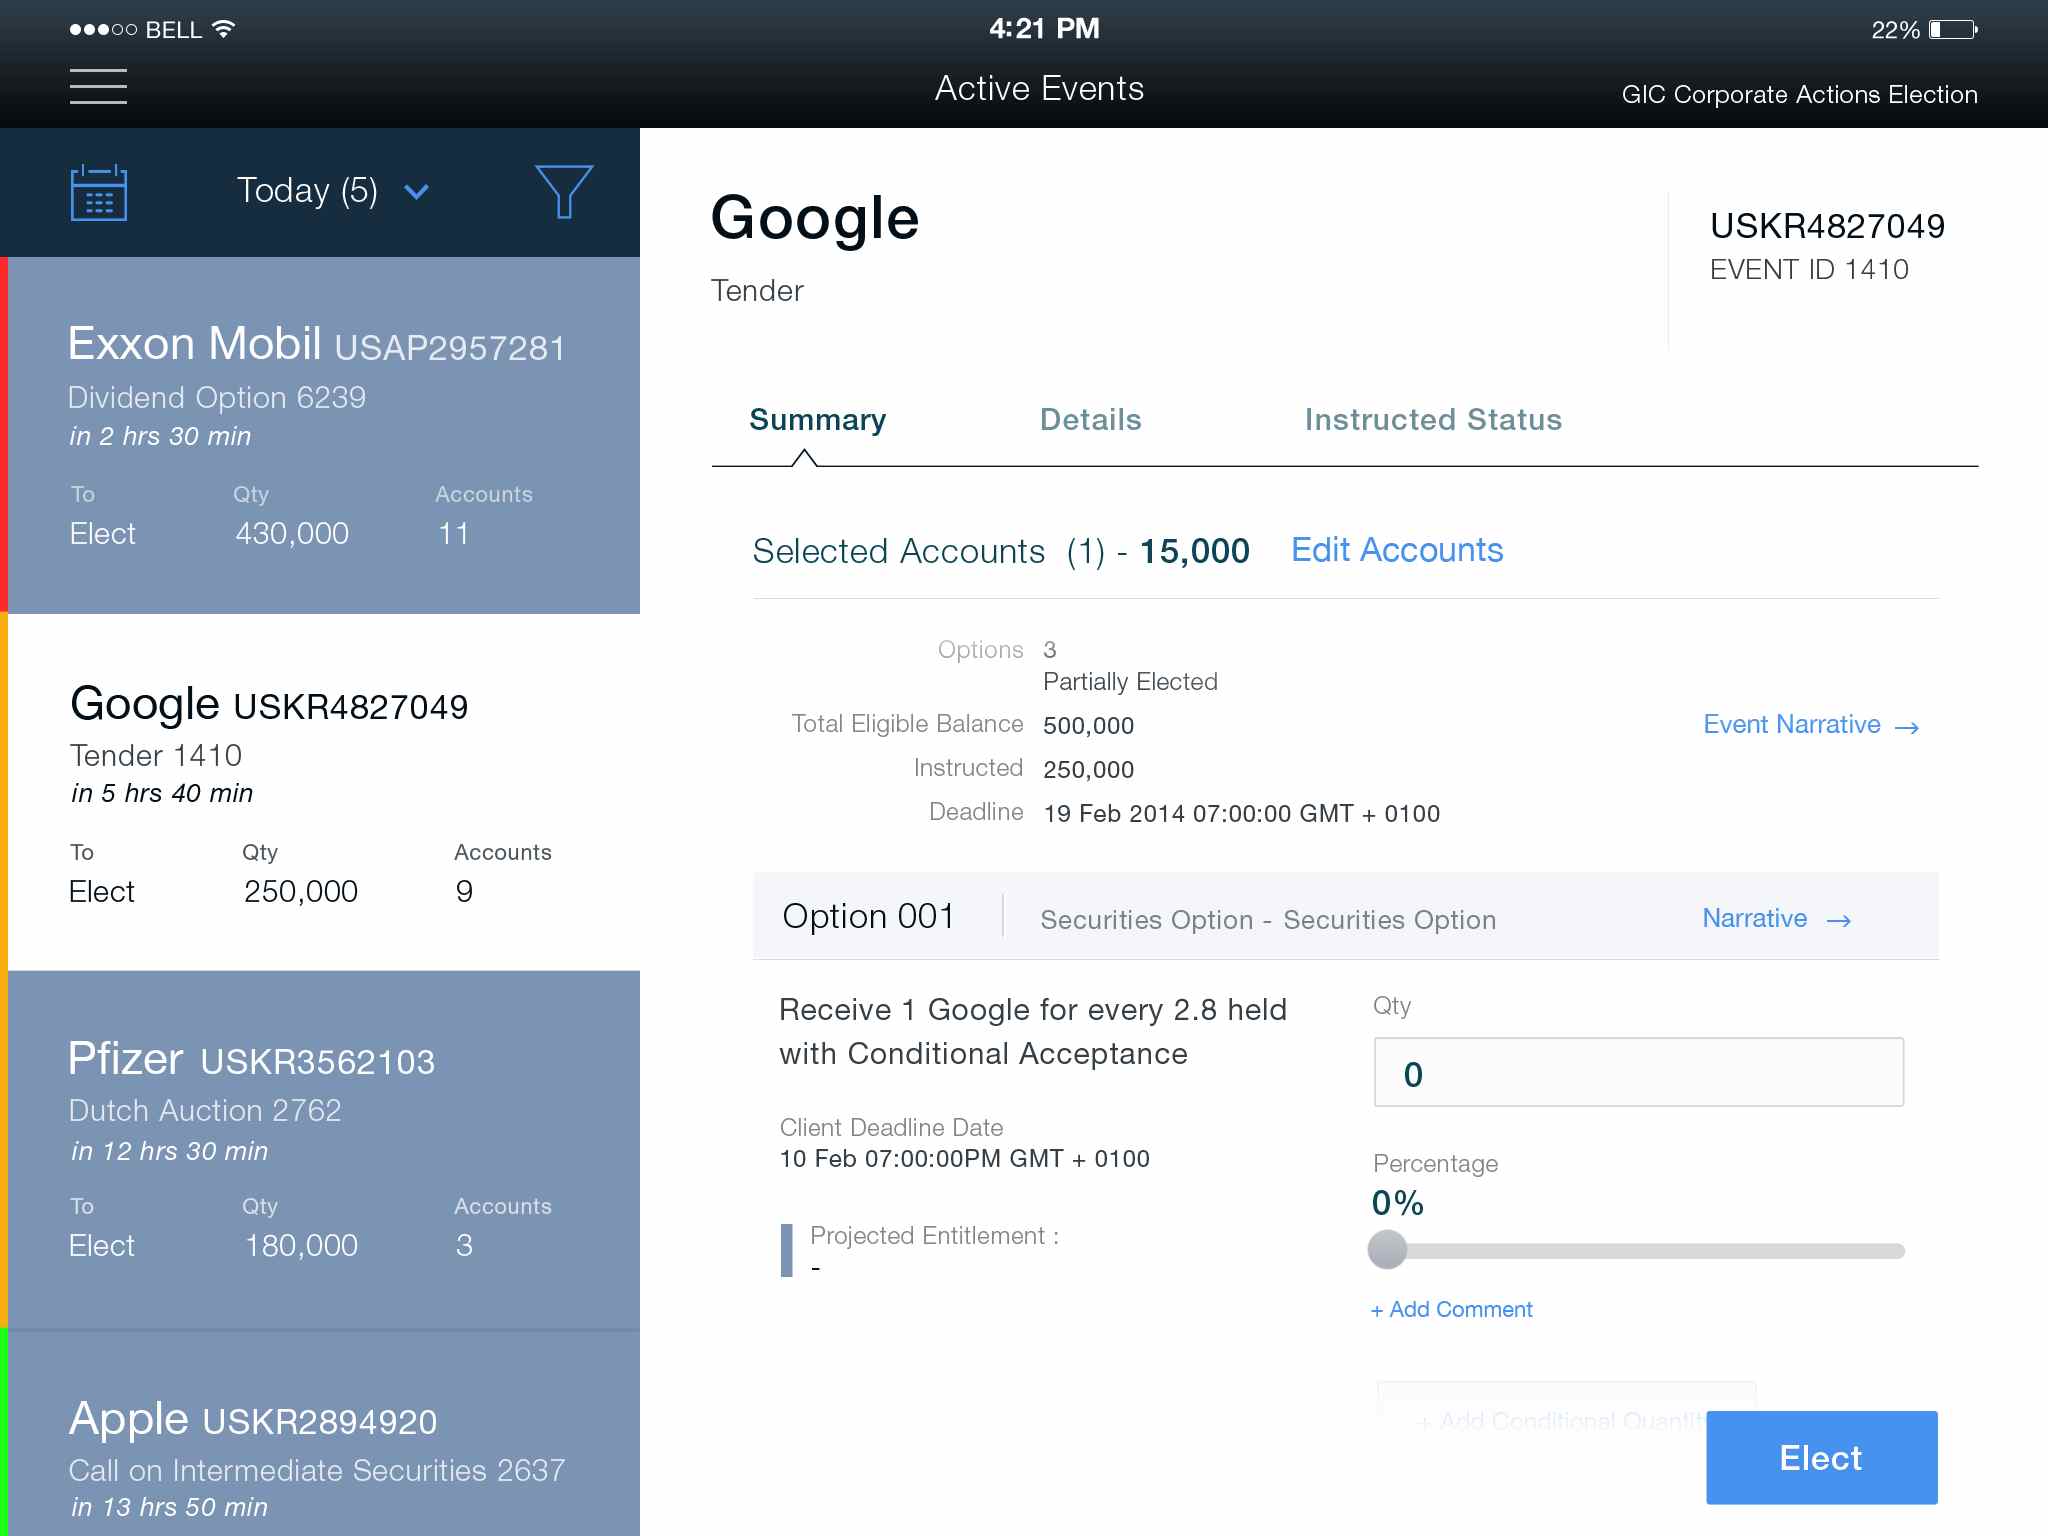 BELL
4:21 PM
22%
Active Events
GIC Corporate Actions Election
Today (5)
Exxon Mobil USAP2957281
Dividend Option 6239
in 2 hrs 30 min
To Qty Accounts
Elect 430,000 11
Google USKR4827049
Tender 1410
in 5 hrs 40 min
To Qty Accounts
Elect 250,000 9
Pfizer USKR3562103
Dutch Auction 2762
in 12 hrs 30 min
To Qty Accounts
Elect 180,000 3
Apple USKR2894920
Call on Intermediate Securities 2637
in 13 hrs 50 min
Google
Tender
USKR4827049
EVENT ID 1410
Summary Details Instructed Status
Selected Accounts (1) - 15,000 Edit Accounts
Options 3
Partially Elected
Total Eligible Balance 500,000
Event Narrative →
Instructed 250,000
Deadline 19 Feb 2014 07:00:00 GMT + 0100
Option 001 Securities Option - Securities Option Narrative →
Receive 1 Google for every 2.8 held
with Conditional Acceptance
Client Deadline Date
10 Feb 07:00:00PM GMT + 0100
Projected Entitlement :
-
Qty
0
Percentage
0%
+ Add Comment
+ Add Conditional Quantit
Elect